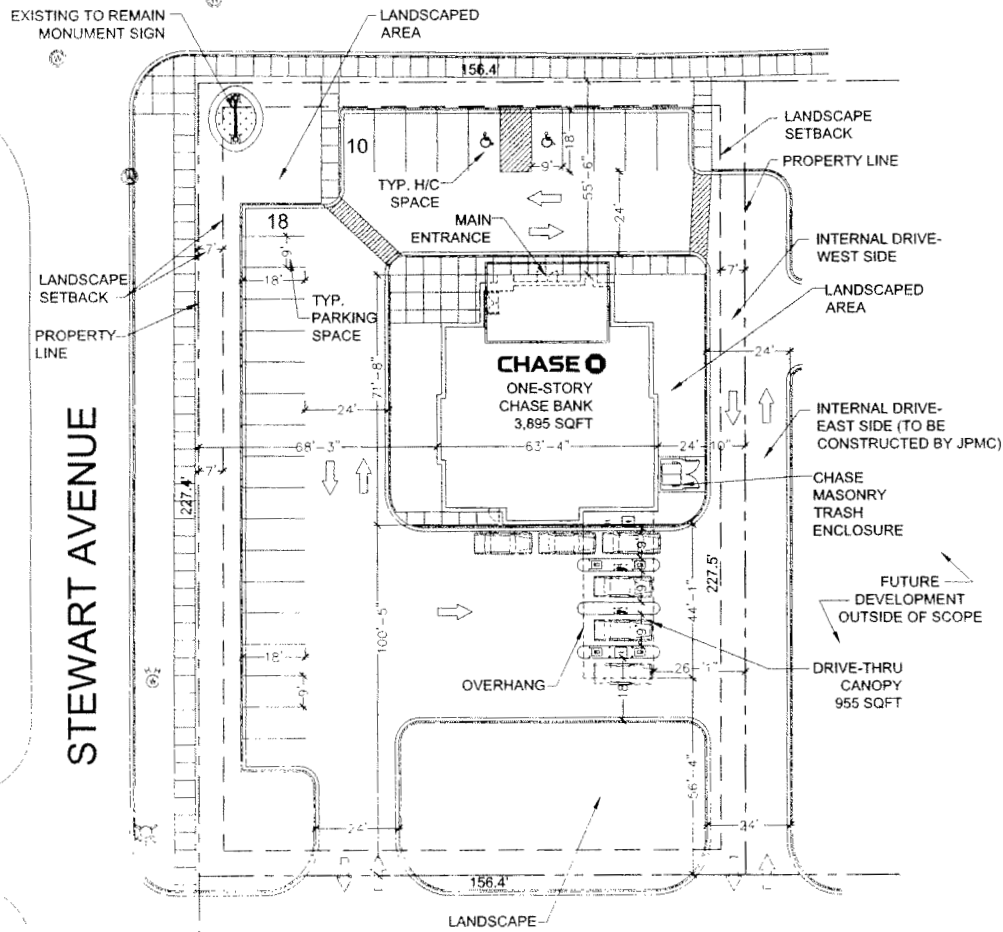 EXISTING TO REMAIN
MONUMENT SIGN
LANDSCAPED
AREA
156.4'
10
18'
9'
TYP. H/C
SPACE
55'-6"
24'
LANDSCAPE
SETBACK
PROPERTY LINE
MAIN
ENTRANCE
18
7'
9'
18'
LANDSCAPE
SETBACK
PROPERTY
LINE
TYP.
PARKING
SPACE
7'
INTERNAL DRIVE-
WEST SIDE
LANDSCAPED
AREA
24'
CHASE
ONE-STORY
CHASE BANK
3,895 SQFT
71'-8"
24'
68'-3"
63'-4"
24'-10"
INTERNAL DRIVE-
EAST SIDE (TO BE
CONSTRUCTED BY JPMC)
STEWART AVENUE
7'
227.4'
CHASE
MASONRY
TRASH
ENCLOSURE
9'
9'
9'
18'
44'-1"
227.5'
FUTURE
DEVELOPMENT
OUTSIDE OF SCOPE
100'-5"
18'
9'
26'-1"
OVERHANG
DRIVE-THRU
CANOPY
955 SQFT
56'-4"
24'
24'
156.4'
LANDSCAPE